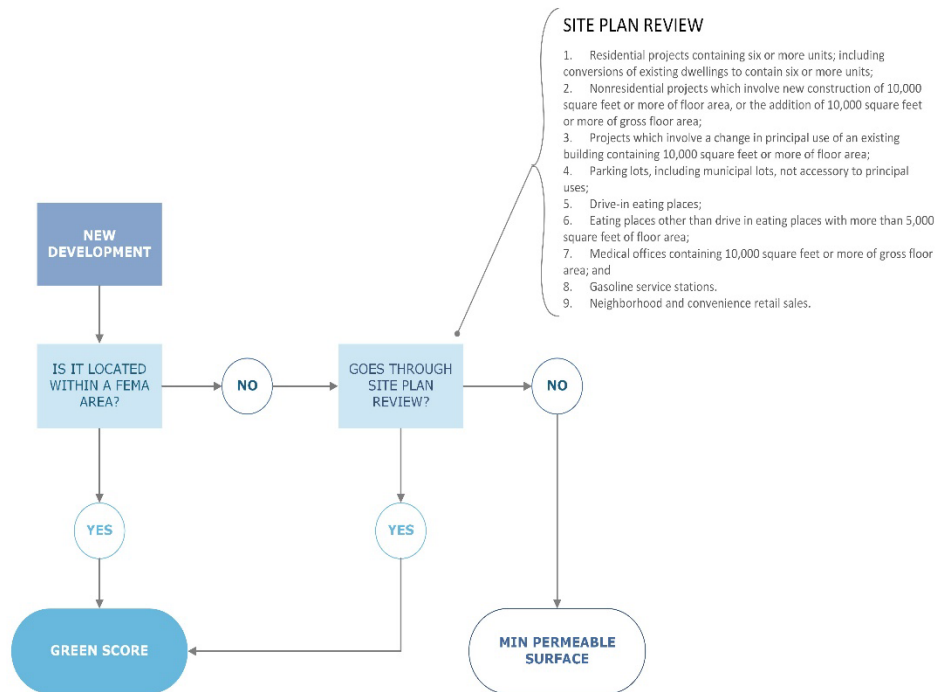 SITE PLAN REVIEW
1. Residential projects containing six or more units; including
conversions of existing dwellings to contain six or more units;
2. Nonresidential projects which involve new construction of 10,000
square feet or more of floor area, or the addition of 10,000 square feet
or more of gross floor area;
3. Projects which involve a change in principal use of an existing
building containing 10,000 square feet or more of floor area;
4. Parking lots, including municipal lots, not accessory to principal
uses;
5. Drive-in eating places;
6. Eating places other than drive in eating places with more than 5,000
square feet of floor area;
7. Medical offices containing 10,000 square feet or more of gross floor
area; and
8. Gasoline service stations.
9. Neighborhood and convenience retail sales.
NEW
DEVELOPMENT
IS IT LOCATED
WITHIN A FEMA
AREA?
NO
GOES THROUGH
SITE PLAN
REVIEW?
NO
YES
YES
GREEN SCORE
MIN PERMEABLE
SURFACE